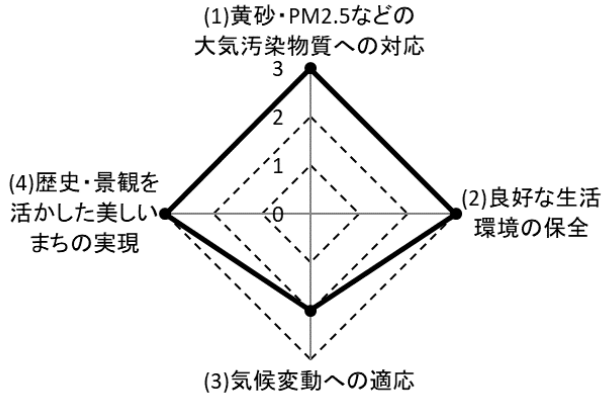 (1)黄砂・PM2.5などの
大気汚染物質への対応
3
2
1
0
(4)歴史・景観を
活かした美しい
まちの実現
(2)良好な生活
環境の保全
(3)気候変動への適応